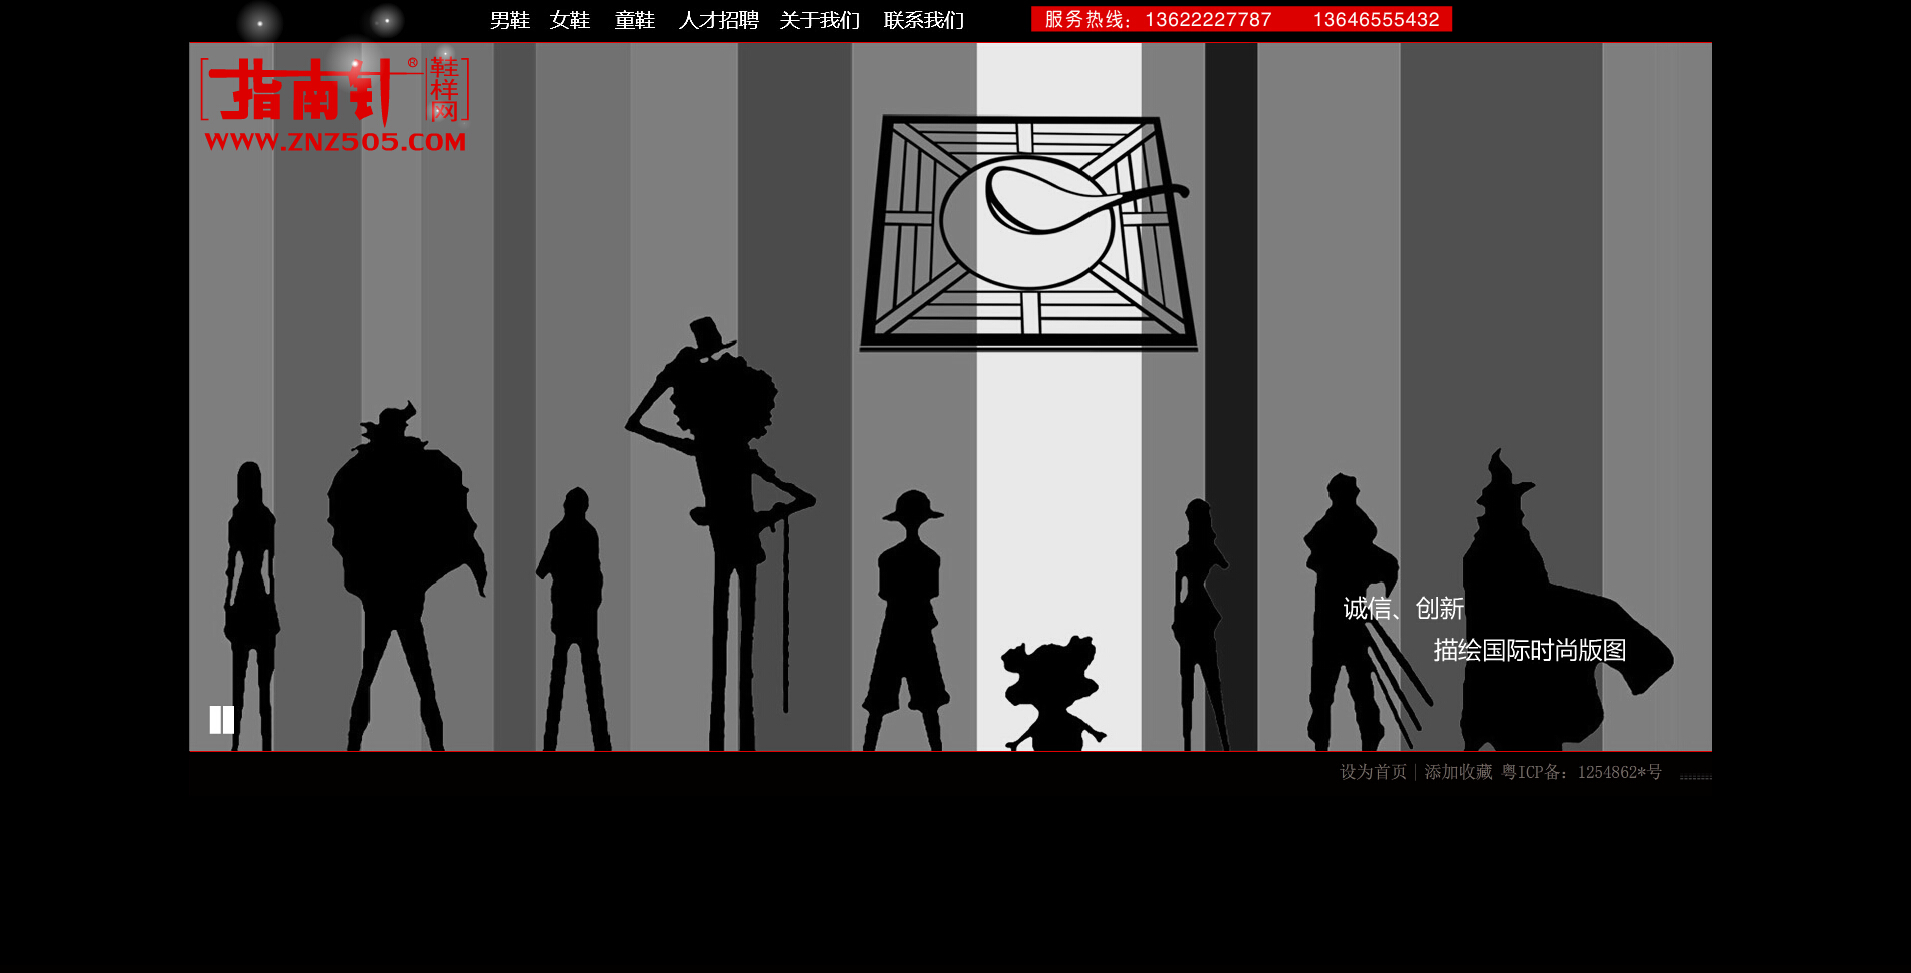 男鞋 女鞋 童鞋 人才招聘 关于我们 联系我们 服务热线：13622227787 13646555432
指南针® 鞋样网
WWW.ZNZ505.COM
诚信、创新
描绘国际时尚版图
设为首页｜添加收藏 粤ICP备：1254862*号